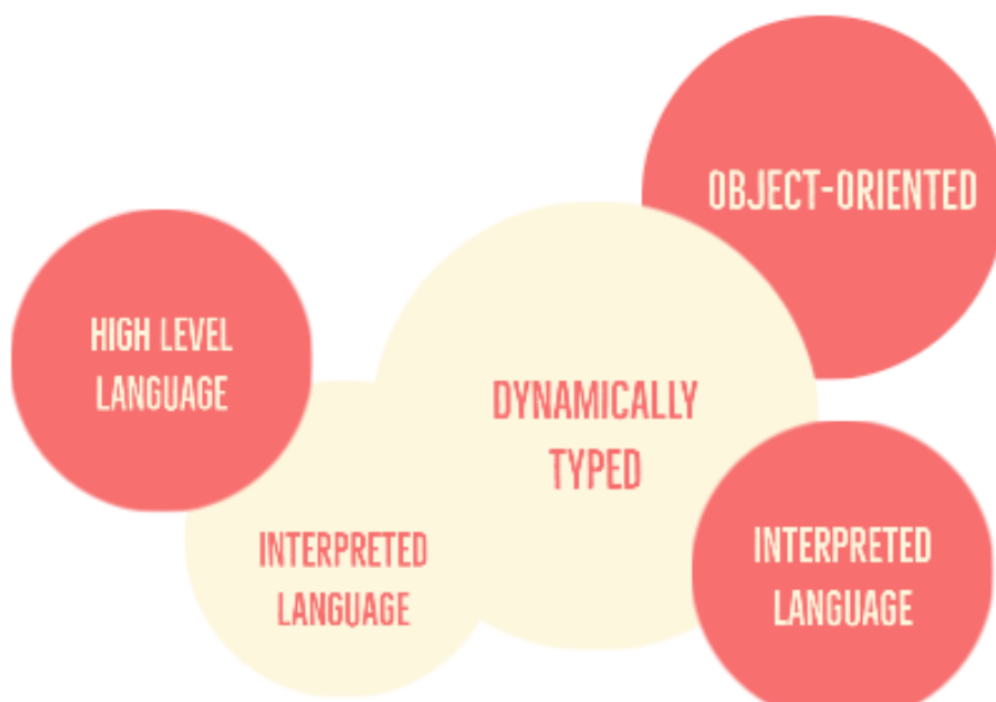 OBJECT-ORIENTED
HIGH LEVEL
LANGUAGE
DYNAMICALLY
TYPED
INTERPRETED
LANGUAGE
INTERPRETED
LANGUAGE